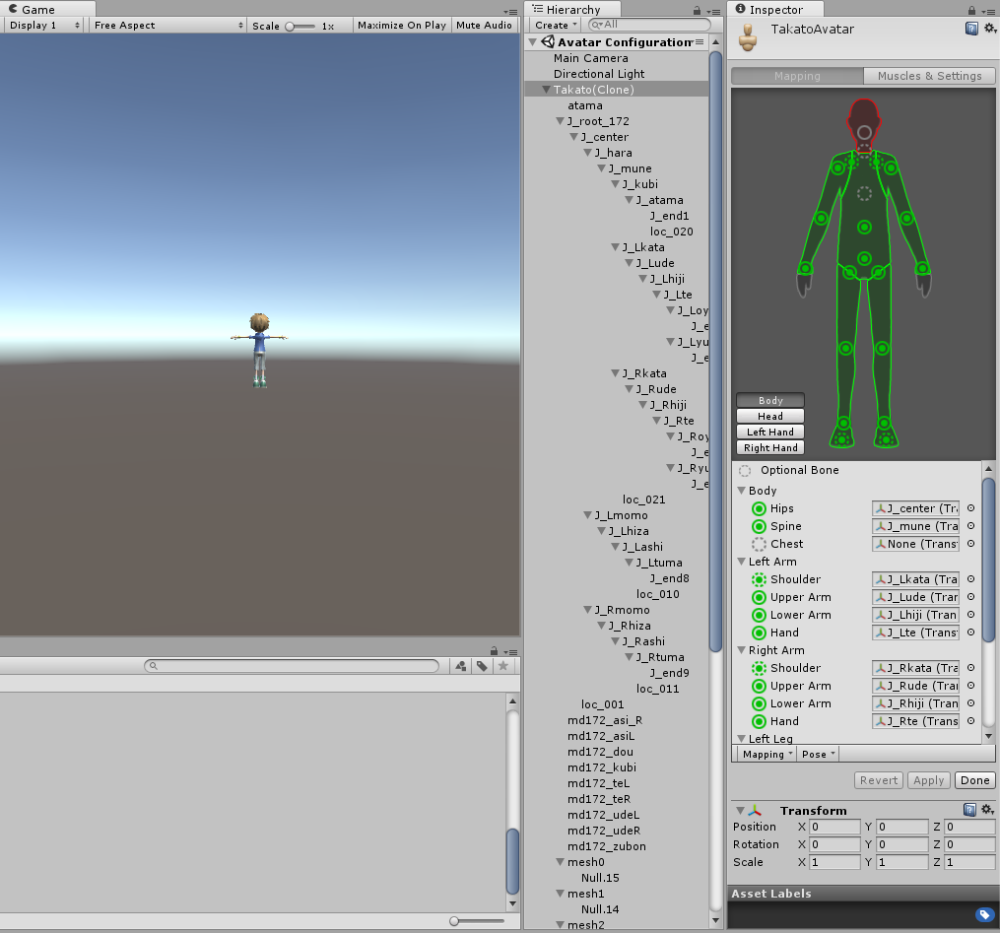 Game
Display 1
Free Aspect
Scale
1x
Maximize On Play
Mute Audio
Hierarchy
Create
All
Avatar Configuration
Main Camera
Directional Light
Takato(Clone)
atama
J_root_172
J_center
J_hara
J_mune
J_kubi
J_atama
J_end1
loc_020
J_Lkata
J_Lude
J_Lhiji
J_Lte
J_Loy
J_e
J_Lyu
J_e
J_Rkata
J_Rude
J_Rhiji
J_Rte
J_Roy
J_e
J_Ryu
J_e
loc_021
J_Lmomo
J_Lhiza
J_Lashi
J_Ltuma
J_end8
loc_010
J_Rmomo
J_Rhiza
J_Rashi
J_Rtuma
J_end9
loc_011
loc_001
md172_asi_R
md172_asiL
md172_dou
md172_kubi
md172_teL
md172_teR
md172_udeL
md172_udeR
md172_zubon
mesh0
Null.15
mesh1
Null.14
mesh2
Inspector
TakatoAvatar
Mapping
Muscles & Settings
Body
Head
Left Hand
Right Hand
Optional Bone
Body
Hips J_center (Tra
Spine J_mune (Tra
Chest None (Trans
Left Arm
Shoulder J_Lkata (Tra
Upper Arm J_Lude (Tran
Lower Arm J_Lhiji (Tran
Hand J_Lte (Transf
Right Arm
Shoulder J_Rkata (Tra
Upper Arm J_Rude (Tran
Lower Arm J_Rhiji (Tran
Hand J_Rte (Transf
Left Leg
Mapping
Pose
Revert
Apply
Done
Transform
Position X 0 Y 0 Z 0
Rotation X 0 Y 0 Z 0
Scale X 1 Y 1 Z 1
Asset Labels